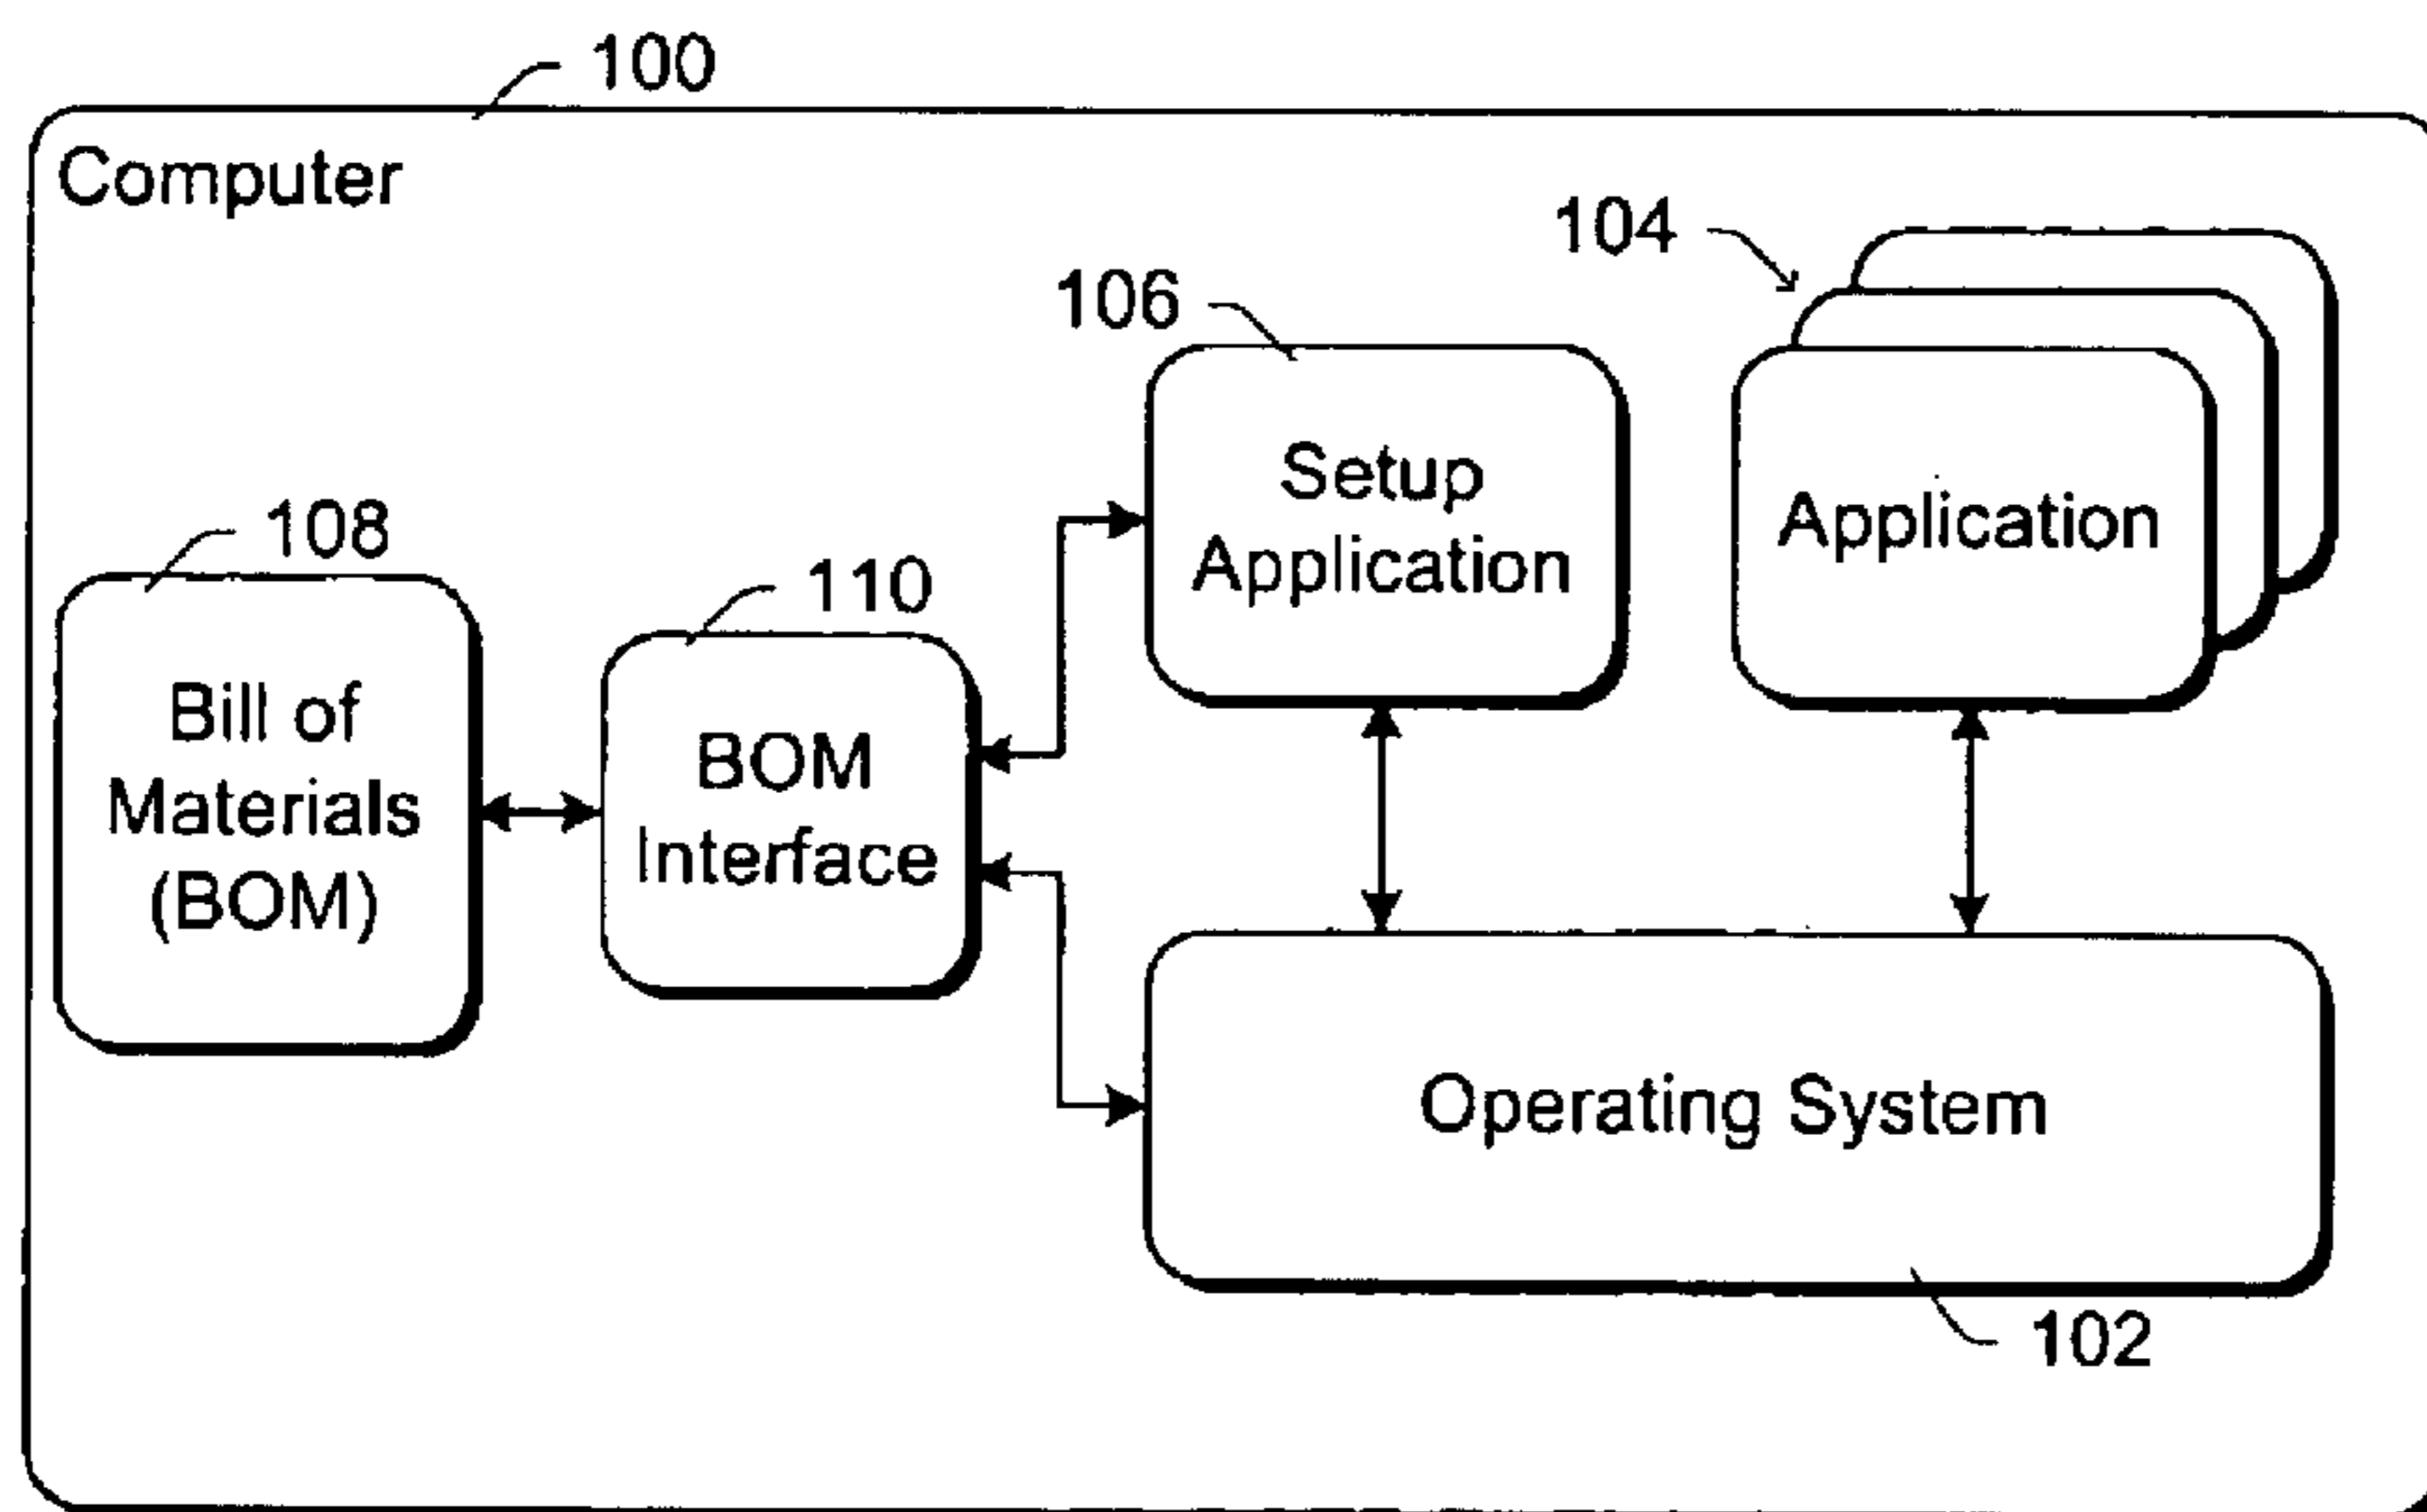 100
Computer
104
106
Setup
Application
Application
108
110
Bill of
Materials
(BOM)
BOM
Interface
Operating System
102